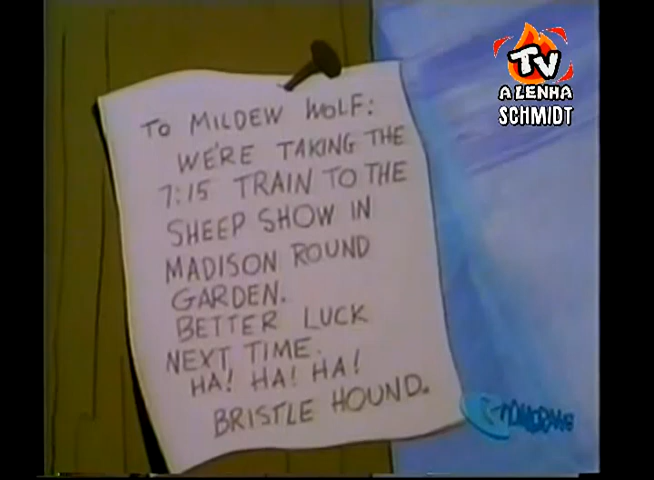 TV
A LENHA
SCHMIDT
TO MILDEW WOLF:
WE'RE TAKING THE
7:15 TRAIN TO THE
SHEEP SHOW IN
MADISON ROUND
GARDEN.
BETTER LUCK
NEXT TIME.
HA! HA! HA!
BRISTLE HOUND.
BOOMERANG